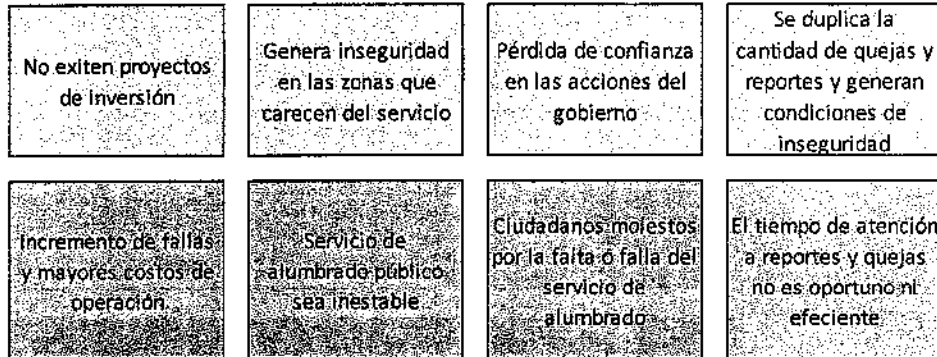 No exiten proyectos
de inversión
Genera inseguridad
en las zonas que
carecen del servicio
Pérdida de confianza
en las acciones del
gobierno
Se duplica la
cantidad de quejas y
reportes y generan
condiciones de
inseguridad
Incremento de fallas
y mayores costos de
operación
Servicio de
alumbrado público
sea inestable
Ciudadanos molestos
por la falta o falla del
servicio de
alumbrado
El tiempo de atención
a reportes y quejas
no es oportuno ni
efeciente